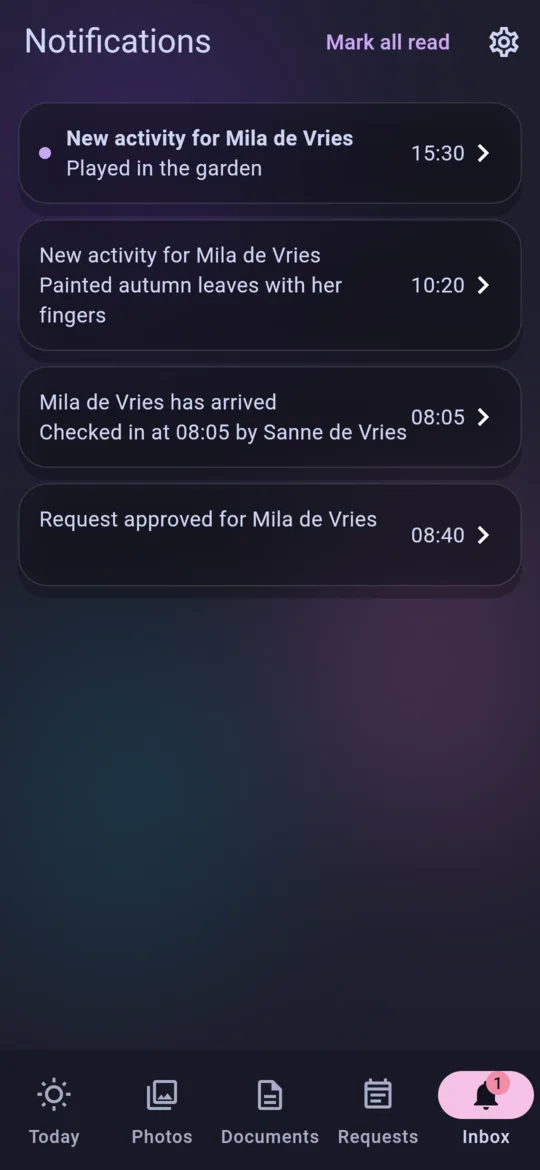 Notifications
Mark all read
New activity for Mila de Vries
Played in the garden
15:30
New activity for Mila de Vries
Painted autumn leaves with her
fingers
10:20
Mila de Vries has arrived
Checked in at 08:05 by Sanne de Vries
08:05
Request approved for Mila de Vries
08:40
1
Today
Photos
Documents
Requests
Inbox